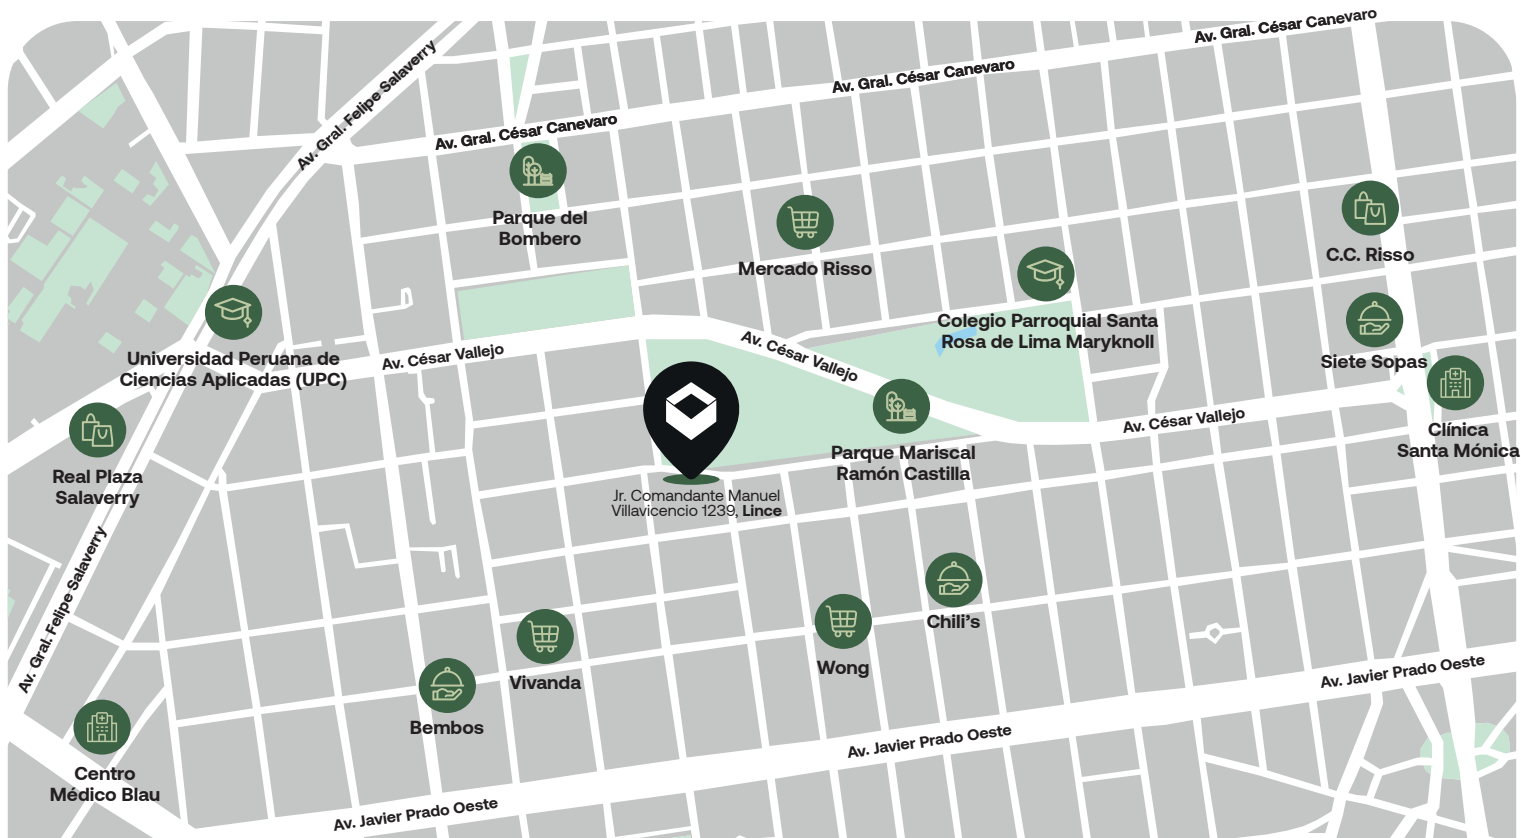 Av. Gral. César Canevaro
Av. Gral. Felipe Salaverry
Av. Gral. César Canevaro
Av. Gral. César Canevaro
Parque del
Bombero
Mercado Risso
C.C. Risso
Colegio Parroquial Santa
Rosa de Lima Maryknoll
Universidad Peruana de
Ciencias Aplicadas (UPC)
Av. César Vallejo
Av. César Vallejo
Siete Sopas
Av. César Vallejo
Clínica
Santa Mónica
Real Plaza
Salaverry
Parque Mariscal
Ramón Castilla
Jr. Comandante Manuel
Villavicencio 1239, Lince
Av. Gral. Felipe Salaverry
Chili’s
Wong
Vivanda
Bembos
Av. Javier Prado Oeste
Av. Javier Prado Oeste
Centro
Médico Blau
Av. Javier Prado Oeste